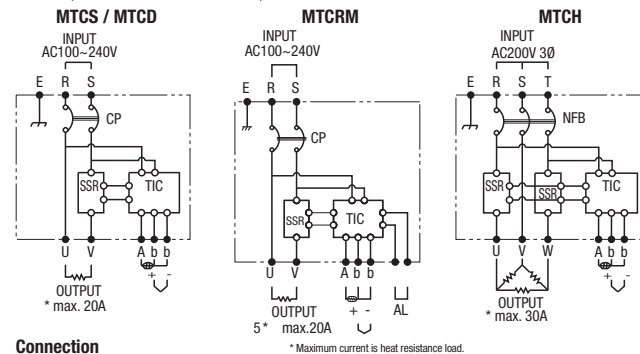 MTCS / MTCD
INPUT
AC100~240V
E R S
CP
SSR
TIC
U V A b b
+ -
OUTPUT
* max. 20A
MTCRM
INPUT
AC100~240V
E R S
CP
SSR
TIC
U V A b b
+ -
AL
OUTPUT
5* max.20A
MTCH
INPUT
AC200V 3Ø
E R S T
NFB
SSR
SSR
TIC
U V W A b b
+ -
OUTPUT
* max. 30A
Connection
* Maximum current is heat resistance load.